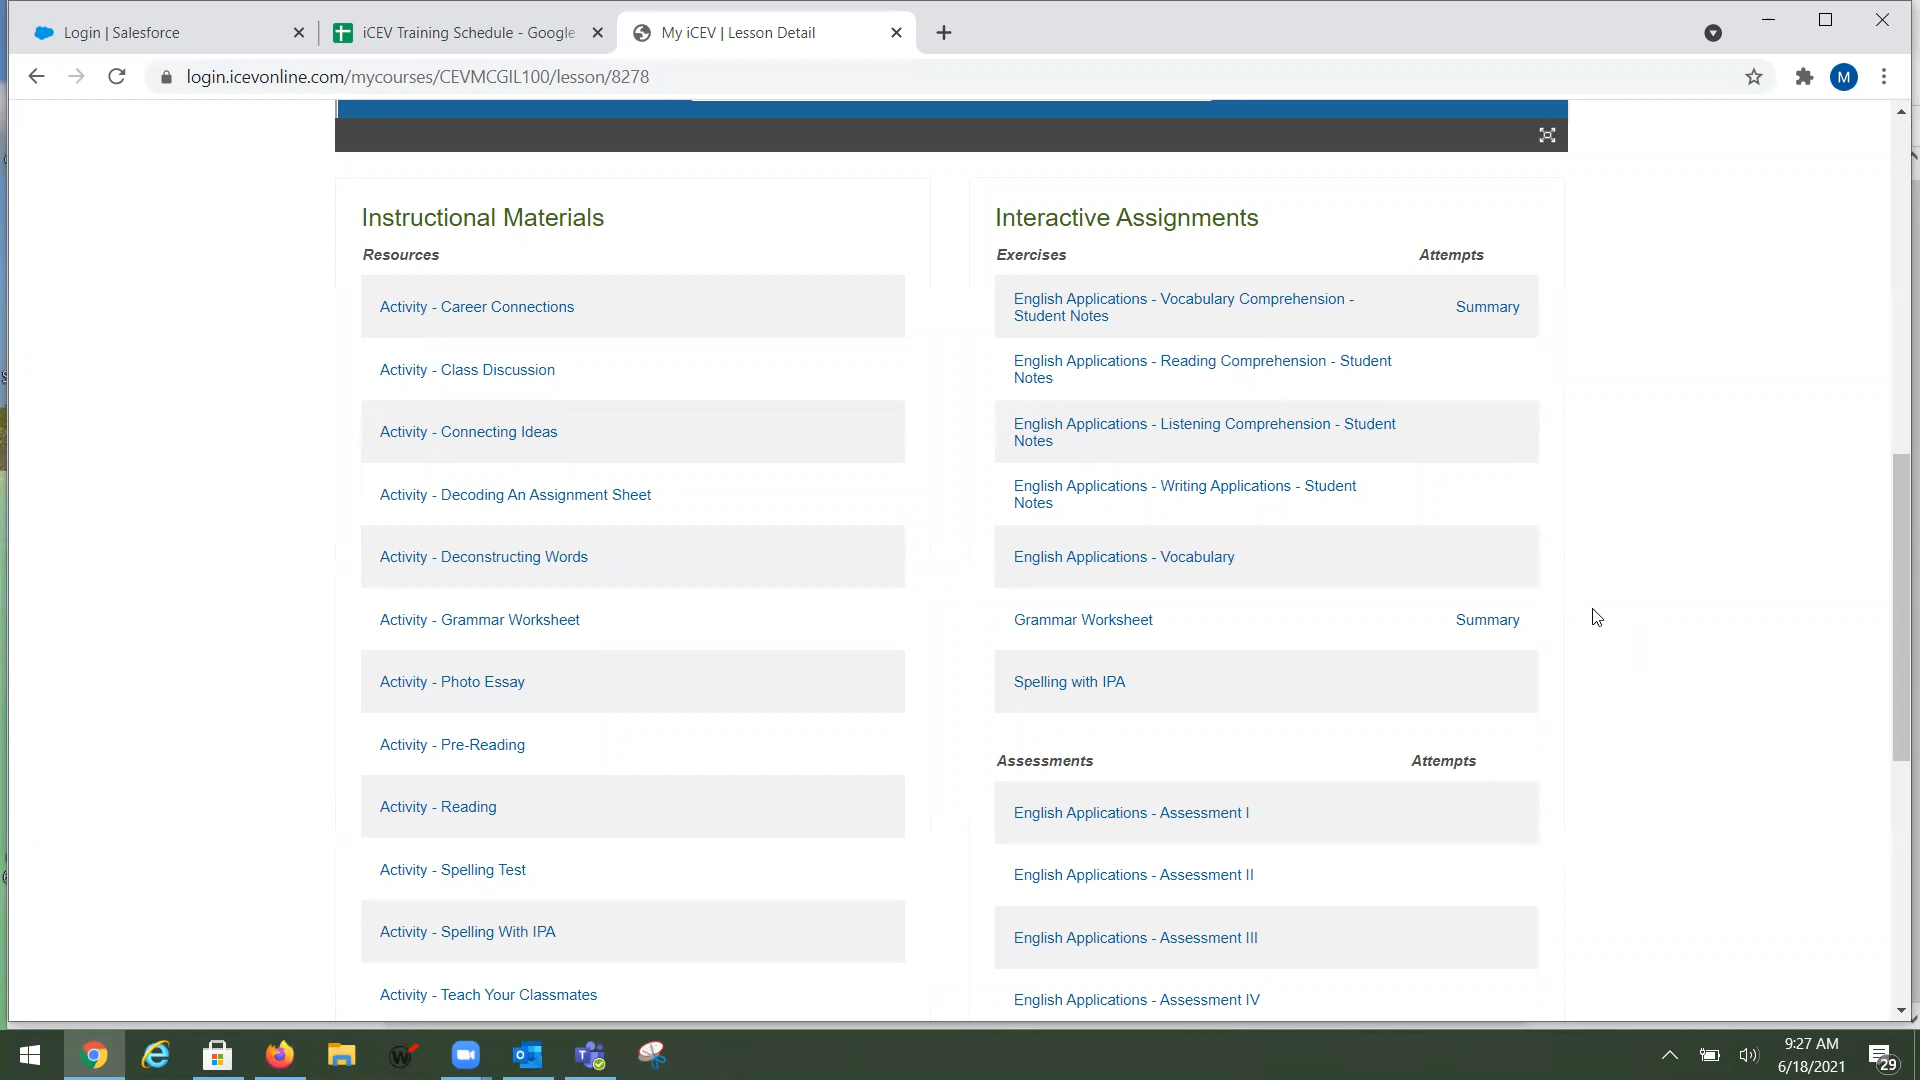 Login | Salesforce
iCEV Training Schedule - Google
My iCEV | Lesson Detail
login.icevonline.com/mycourses/CEVMCGIL100/lesson/8278
M
Instructional Materials
Resources
Activity - Career Connections
Activity - Class Discussion
Activity - Connecting Ideas
Activity - Decoding An Assignment Sheet
Activity - Deconstructing Words
Activity - Grammar Worksheet
Activity - Photo Essay
Activity - Pre-Reading
Activity - Reading
Activity - Spelling Test
Activity - Spelling With IPA
Activity - Teach Your Classmates
Interactive Assignments
Exercises Attempts
English Applications - Vocabulary Comprehension -
Student Notes
Summary
English Applications - Reading Comprehension - Student
Notes
English Applications - Listening Comprehension - Student
Notes
English Applications - Writing Applications - Student
Notes
English Applications - Vocabulary
Grammar Worksheet Summary
Spelling with IPA
Assessments Attempts
English Applications - Assessment I
English Applications - Assessment II
English Applications - Assessment III
English Applications - Assessment IV
9:27 AM
6/18/2021
29